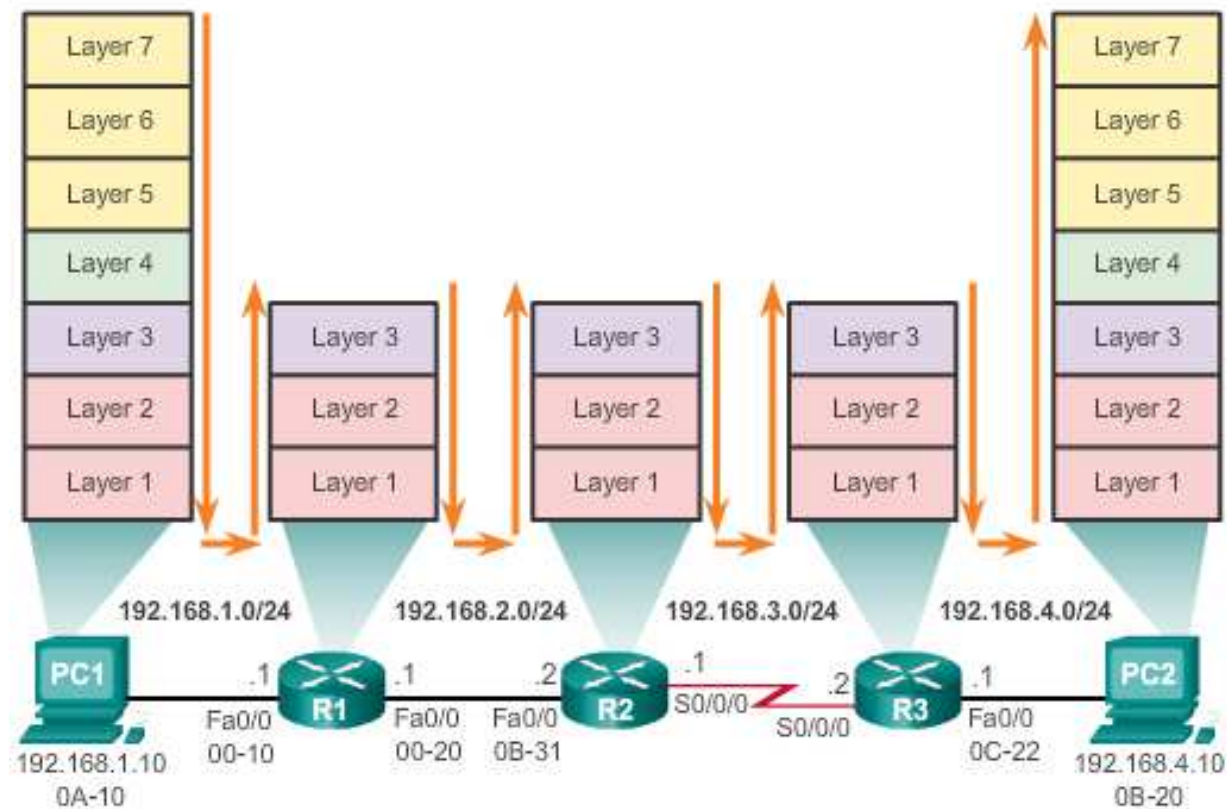 Layer 7
Layer 6
Layer 5
Layer 4
Layer 3
Layer 2
Layer 1
Layer 3
Layer 2
Layer 1
Layer 3
Layer 2
Layer 1
Layer 3
Layer 2
Layer 1
Layer 7
Layer 6
Layer 5
Layer 4
Layer 3
Layer 2
Layer 1
192.168.1.0/24
192.168.2.0/24
192.168.3.0/24
192.168.4.0/24
PC1
192.168.1.10
0A-10
.1
Fa0/0
00-10
R1
.1
Fa0/0
00-20
.2
Fa0/0
0B-31
R2
.1
S0/0/0
.2
S0/0/0
R3
.1
Fa0/0
0C-22
PC2
192.168.4.10
0B-20